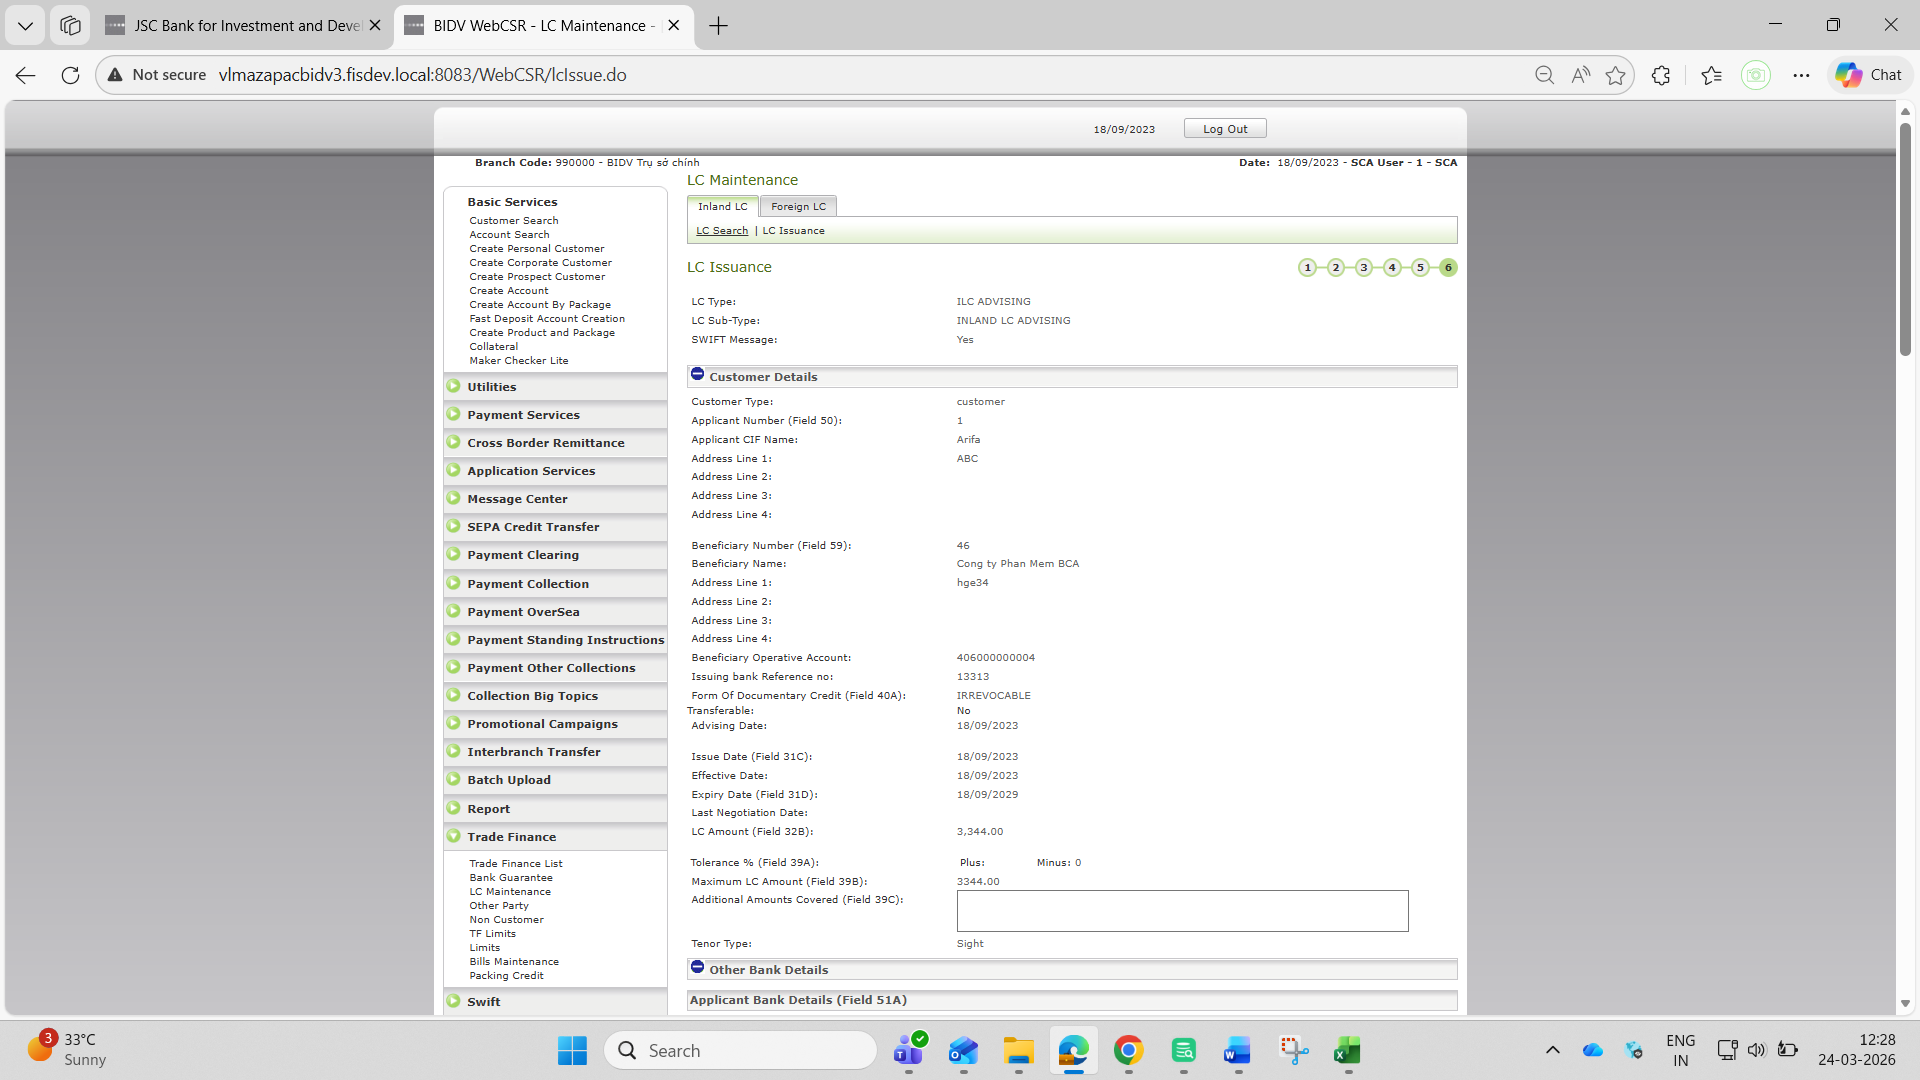 JSC Bank for Investment and Deve
BIDV WebCSR - LC Maintenance -
Not secure
vlmazapacbidv3.fisdev.local:8083/WebCSR/lcIssue.do
Chat
18/09/2023
Log Out
Branch Code: 990000 - BIDV Trụ sở chính
Date: 18/09/2023 - SCA User - 1 - SCA
Basic Services
Customer Search
Account Search
Create Personal Customer
Create Corporate Customer
Create Prospect Customer
Create Account
Create Account By Package
Fast Deposit Account Creation
Create Product and Package
Collateral
Maker Checker Lite
Utilities
Payment Services
Cross Border Remittance
Application Services
Message Center
SEPA Credit Transfer
Payment Clearing
Payment Collection
Payment OverSea
Payment Standing Instructions
Payment Other Collections
Collection Big Topics
Promotional Campaigns
Interbranch Transfer
Batch Upload
Report
Trade Finance
Trade Finance List
Bank Guarantee
LC Maintenance
Other Party
Non Customer
TF Limits
Limits
Bills Maintenance
Packing Credit
Swift
LC Maintenance
Inland LC
Foreign LC
LC Search | LC Issuance
LC Issuance
1 2 3 4 5 6
LC Type: ILC ADVISING
LC Sub-Type: INLAND LC ADVISING
SWIFT Message: Yes
Customer Details
Customer Type: customer
Applicant Number (Field 50): 1
Applicant CIF Name: Arifa
Address Line 1: ABC
Address Line 2:
Address Line 3:
Address Line 4:
Beneficiary Number (Field 59): 46
Beneficiary Name: Cong ty Phan Mem BCA
Address Line 1: hge34
Address Line 2:
Address Line 3:
Address Line 4:
Beneficiary Operative Account: 406000000004
Issuing bank Reference no: 13313
Form Of Documentary Credit (Field 40A): IRREVOCABLE
Transferable: No
Advising Date: 18/09/2023
Issue Date (Field 31C): 18/09/2023
Effective Date: 18/09/2023
Expiry Date (Field 31D): 18/09/2029
Last Negotiation Date:
LC Amount (Field 32B): 3,344.00
Tolerance % (Field 39A): Plus: Minus: 0
Maximum LC Amount (Field 39B): 3344.00
Additional Amounts Covered (Field 39C):
Tenor Type: Sight
Other Bank Details
Applicant Bank Details (Field 51A)
3
33°C
Sunny
Search
ENG
IN
12:28
24-03-2026